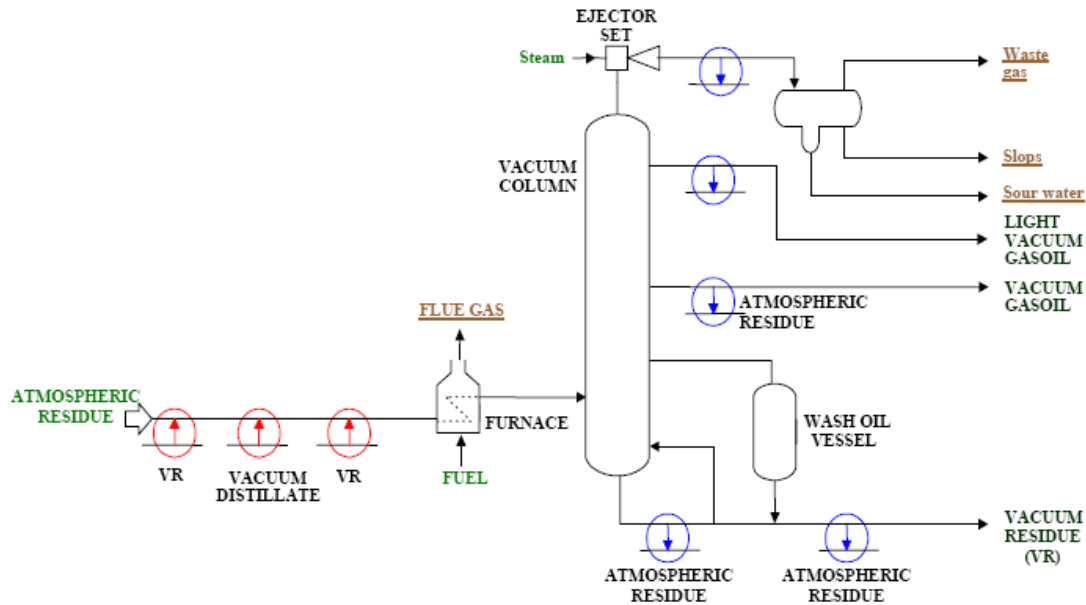 EJECTOR
SET
Steam
Waste
gas
VACUUM
COLUMN
Slops
Sour water
LIGHT
VACUUM
GASOIL
VACUUM
GASOIL
ATMOSPHERIC
RESIDUE
FLUE GAS
ATMOSPHERIC
RESIDUE
FURNACE
WASH OIL
VESSEL
VR
VACUUM
DISTILLATE
VR
FUEL
VACUUM
RESIDUE
(VR)
ATMOSPHERIC
RESIDUE
ATMOSPHERIC
RESIDUE